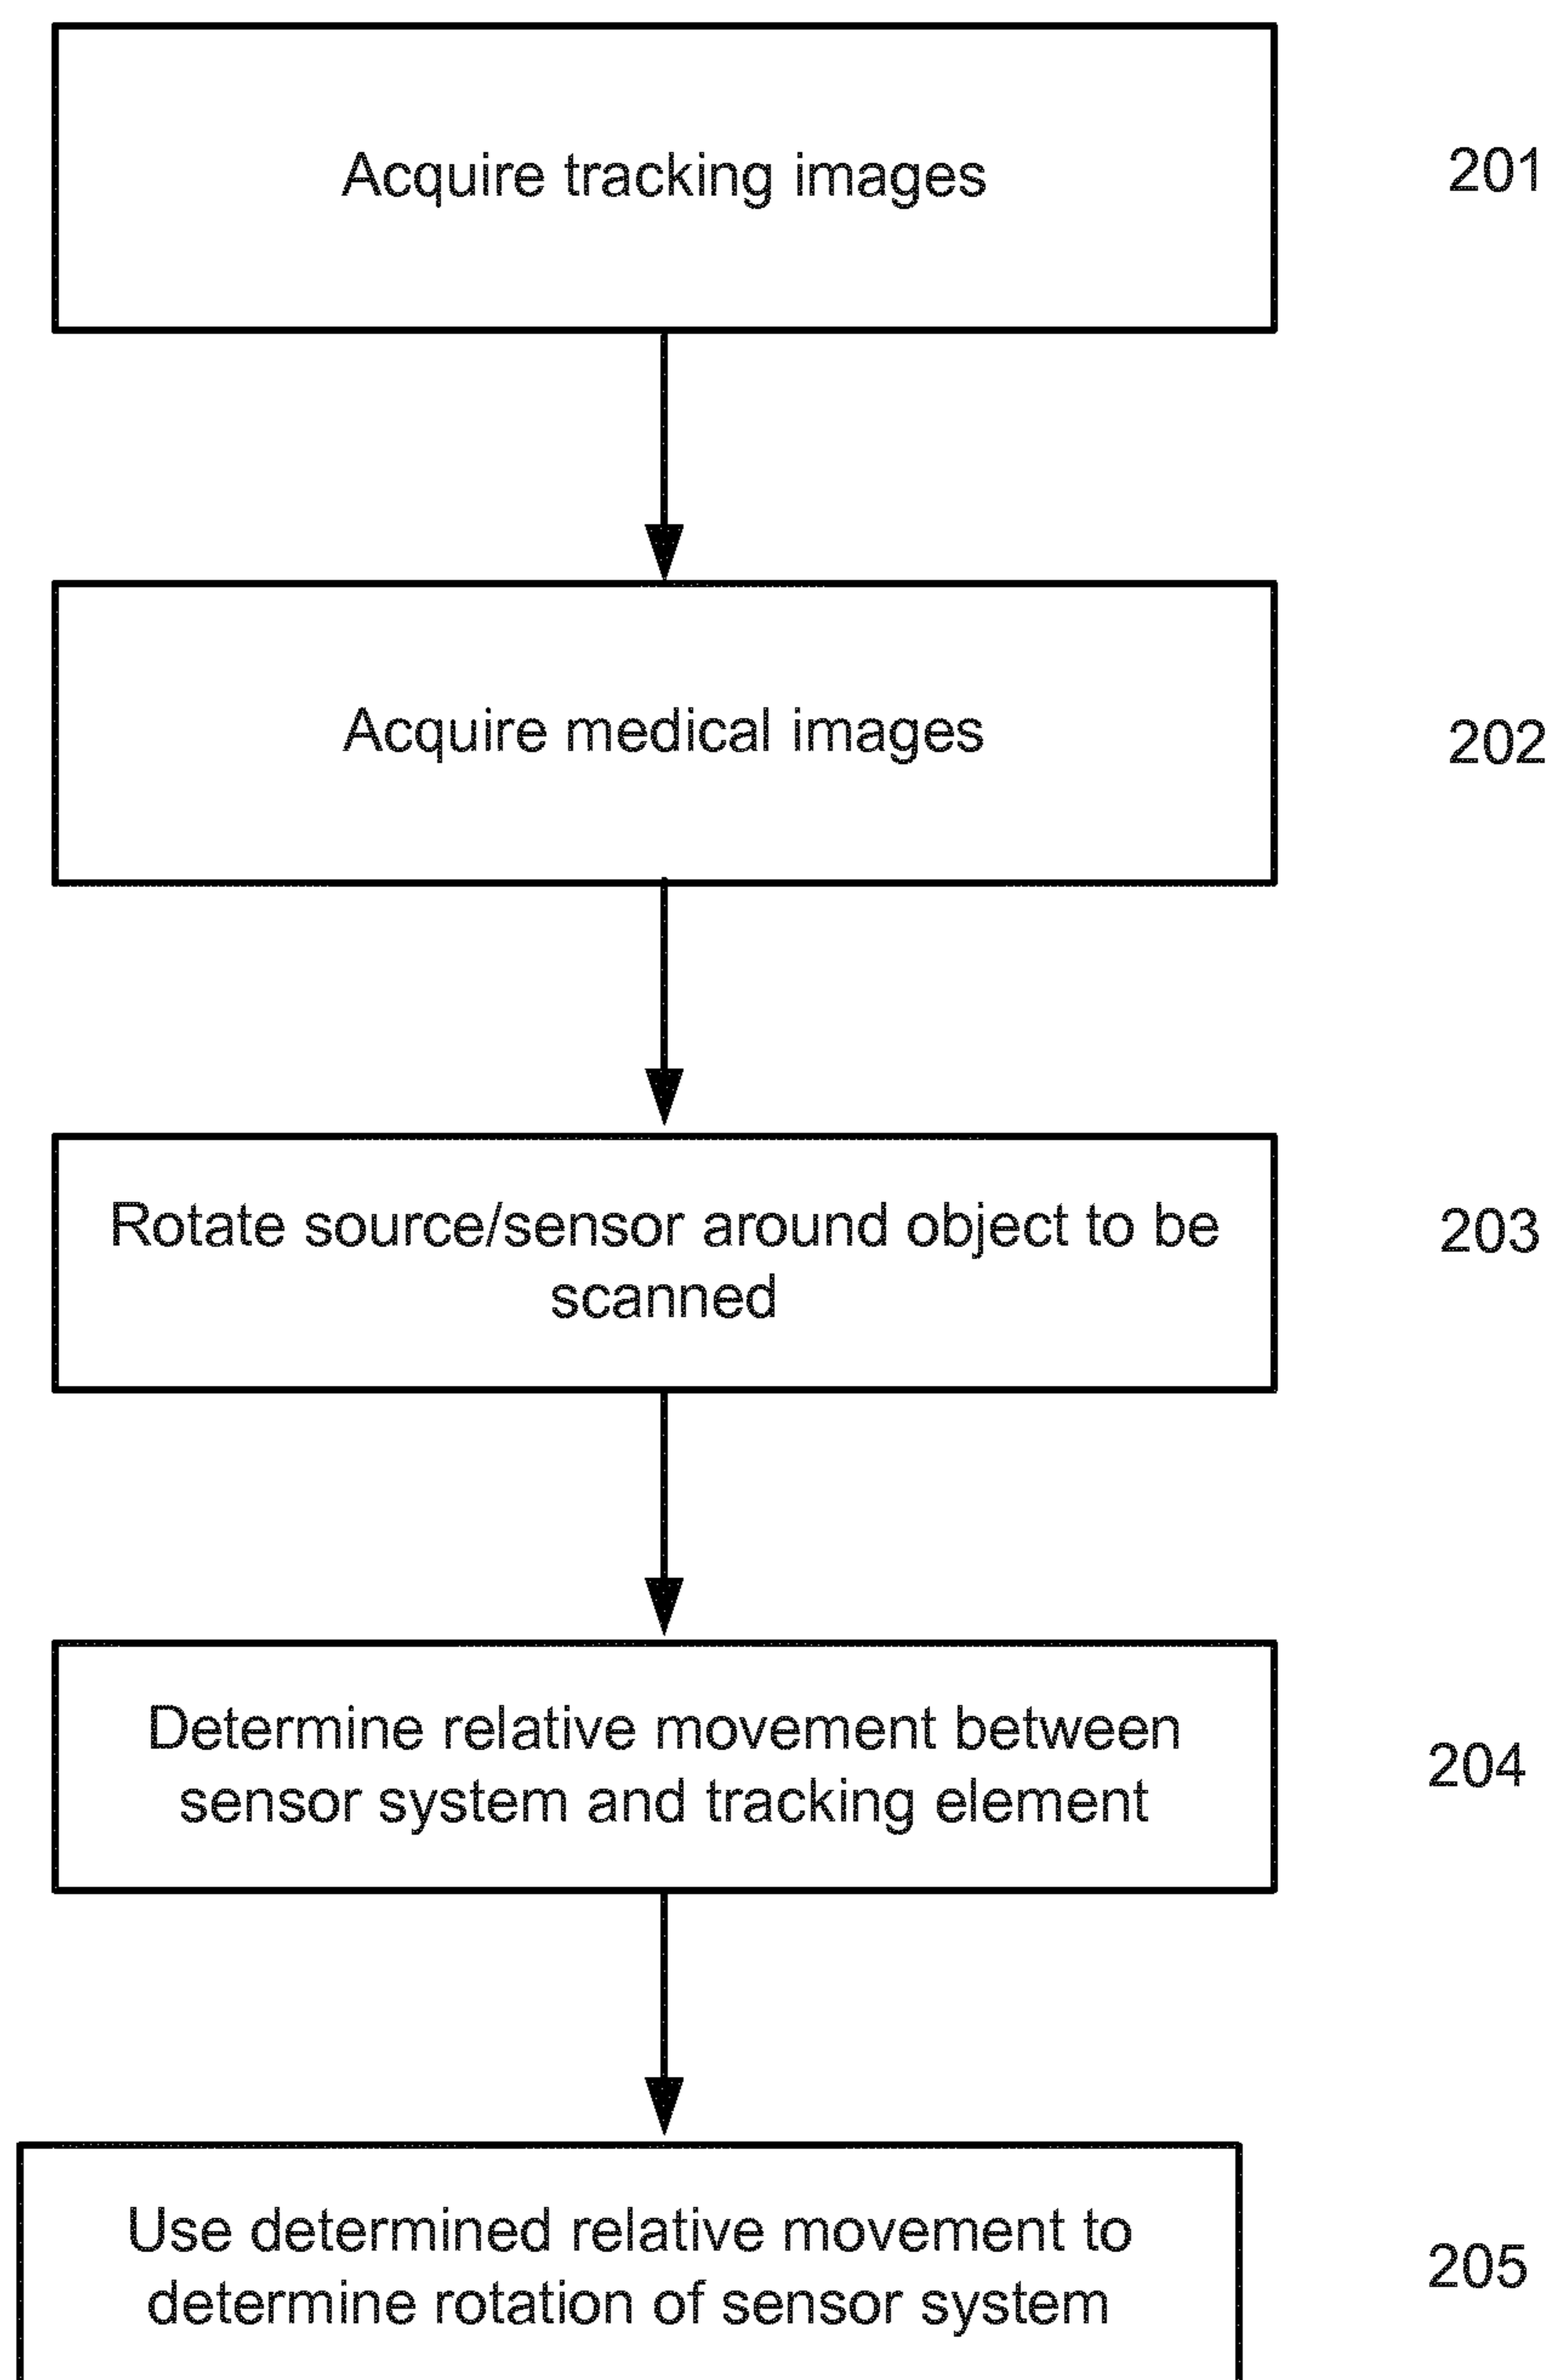 Acquire tracking images
201
Acquire medical images
202
Rotate source/sensor around object to be
scanned
203
Determine relative movement between
sensor system and tracking element
204
Use determined relative movement to
determine rotation of sensor system
205